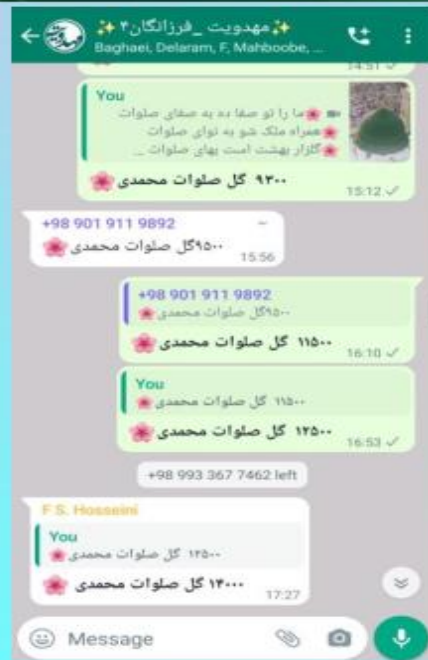 ✨مهدویت _فرزانگان۴ ✨
Baghaei, Delaram, F, Mahboobe, ...
14:51
You
🌸ما را تو صفا ده به صفای صلوات
🌸همراه ملک شو به نوای صلوات
🌸گلزار بهشت است بهای صلوات _
۹۳۰۰ گل صلوات محمدی🌸
15:12
+98 901 911 9892 ~
۹۵۰۰گل صلوات محمدی🌸
15:56
+98 901 911 9892
۹۵۰۰گل صلوات محمدی🌸
۱۱۵۰۰ گل صلوات محمدی🌸
16:10
You
۱۱۵۰۰ گل صلوات محمدی🌸
۱۲۵۰۰ گل صلوات محمدی🌸
16:53
+98 993 367 7462 left
F.S. Hosseini
You
۱۲۵۰۰ گل صلوات محمدی🌸
۱۴۰۰۰ گل صلوات محمدی 🌸
17:27
Message